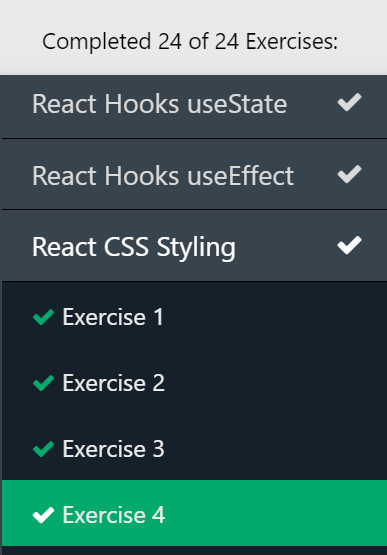 Completed 24 of 24 Exercises:
React Hooks useState
React Hooks useEffect
React CSS Styling
Exercise 1
Exercise 2
Exercise 3
Exercise 4